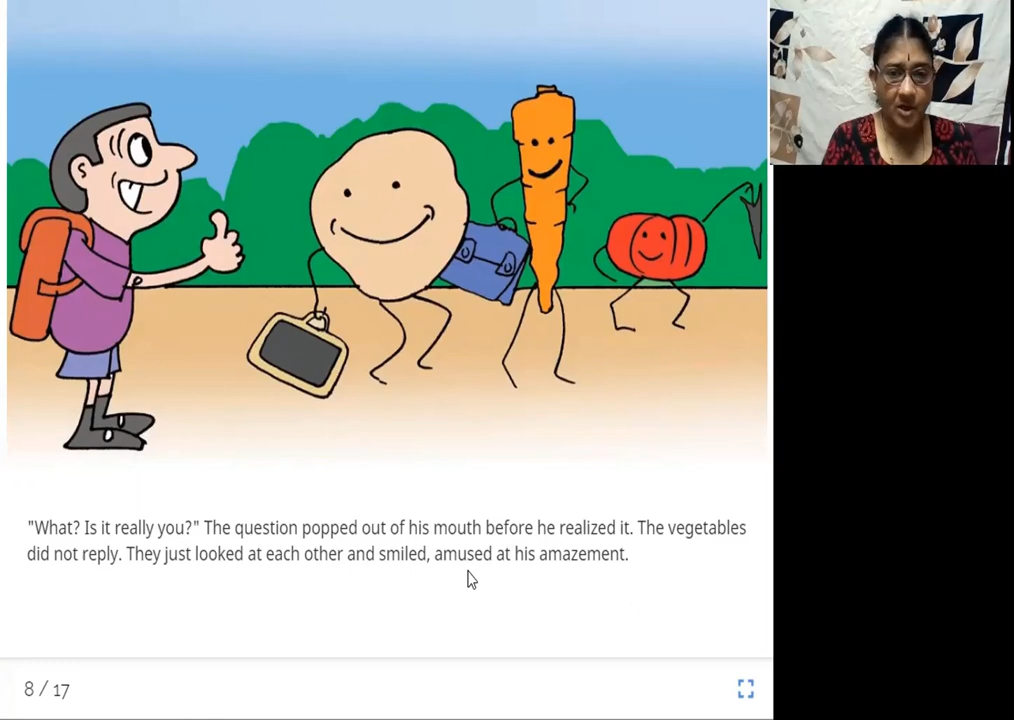 "What? Is it really you?" The question popped out of his mouth before he realized it. The vegetables
did not reply. They just looked at each other and smiled, amused at his amazement.
8 / 17